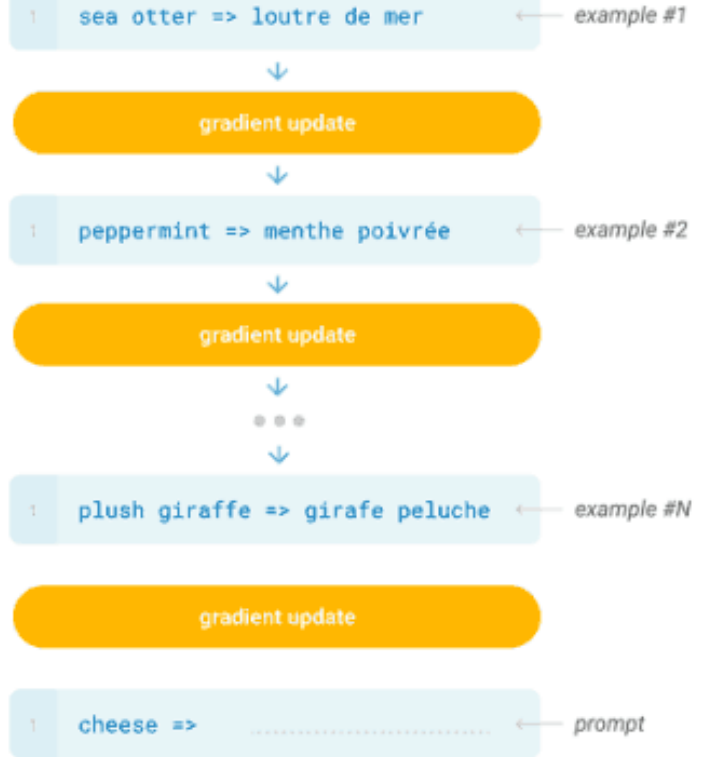 1 sea otter => loutre de mer example #1
gradient update
1 peppermint => menthe poivrée example #2
gradient update
1 plush giraffe => girafe peluche example #N
gradient update
1 cheese => ........................ prompt